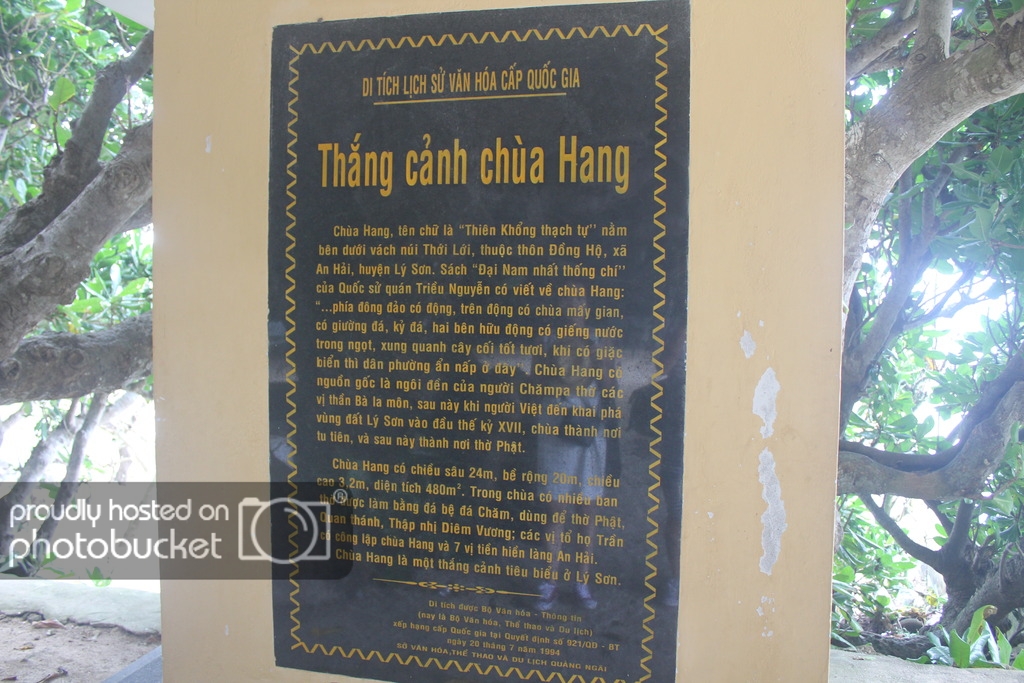 DI TÍCH LỊCH SỬ VĂN HÓA CẤP QUỐC GIA
Thắng cảnh chùa Hang
Chùa Hang, tên chữ là “Thiên Khổng thạch tự’’ nằm
bên dưới vách núi Thới Lới, thuộc thôn Đồng Hộ, xã
An Hải, huyện Lý Sơn. Sách “Đại Nam nhất thống chí’’
của Quốc sử quán Triều Nguyễn có viết về chùa Hang:
“...phía đông đảo có động, trên động có chùa mấy gian,
có giường đá, kỷ đá, hai bên hữu động có giếng nước
trong ngọt, xung quanh cây cối tốt tươi, khi có giặc
biển thì dân phường ẩn nấp ở đây’’. Chùa Hang có
nguồn gốc là ngôi đền của người Chămpa thờ các
vị thần Bà la môn, sau này khi người Việt đến khai phá
vùng đất Lý Sơn vào đầu thế kỷ XVII, chùa thành nơi
tu tiên, và sau này thành nơi thờ Phật.
Chùa Hang có chiều sâu 24m, bề rộng 20m, chiều
cao 3,2m, diện tích 480m². Trong chùa có nhiều ban
thờ được làm bằng đá bệ đá Chăm, dùng để thờ Phật,
Quan thánh, Thập nhị Diêm Vương; các vị tổ họ Trần
có công lập chùa Hang và 7 vị tiền hiền làng An Hải.
Chùa Hang là một thắng cảnh tiêu biểu ở Lý Sơn.
Di tích được Bộ Văn hóa - Thông tin
(nay là Bộ Văn hóa, Thể thao và Du lịch)
xếp hạng cấp Quốc gia tại Quyết định số 921/QĐ - BT
ngày 20 tháng 7 năm 1994
SỞ VĂN HÓA,THỂ THAO VÀ DU LỊCH QUẢNG NGÃI
proudly hosted on
photobucket ®